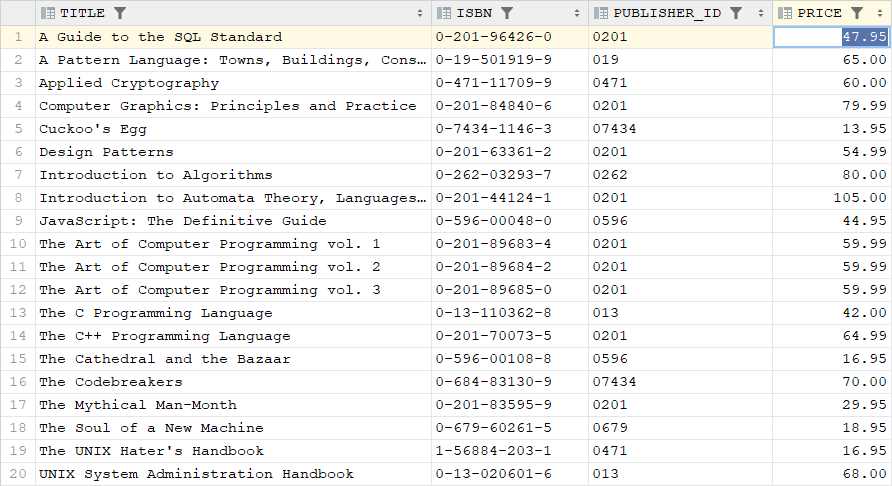 TITLE ISBN PUBLISHER_ID PRICE
1 A Guide to the SQL Standard 0-201-96426-0 0201 47.95
2 A Pattern Language: Towns, Buildings, Cons… 0-19-501919-9 019 65.00
3 Applied Cryptography 0-471-11709-9 0471 60.00
4 Computer Graphics: Principles and Practice 0-201-84840-6 0201 79.99
5 Cuckoo's Egg 0-7434-1146-3 07434 13.95
6 Design Patterns 0-201-63361-2 0201 54.99
7 Introduction to Algorithms 0-262-03293-7 0262 80.00
8 Introduction to Automata Theory, Languages… 0-201-44124-1 0201 105.00
9 JavaScript: The Definitive Guide 0-596-00048-0 0596 44.95
10 The Art of Computer Programming vol. 1 0-201-89683-4 0201 59.99
11 The Art of Computer Programming vol. 2 0-201-89684-2 0201 59.99
12 The Art of Computer Programming vol. 3 0-201-89685-0 0201 59.99
13 The C Programming Language 0-13-110362-8 013 42.00
14 The C++ Programming Language 0-201-70073-5 0201 64.99
15 The Cathedral and the Bazaar 0-596-00108-8 0596 16.95
16 The Codebreakers 0-684-83130-9 07434 70.00
17 The Mythical Man-Month 0-201-83595-9 0201 29.95
18 The Soul of a New Machine 0-679-60261-5 0679 18.95
19 The UNIX Hater's Handbook 1-56884-203-1 0471 16.95
20 UNIX System Administration Handbook 0-13-020601-6 013 68.00